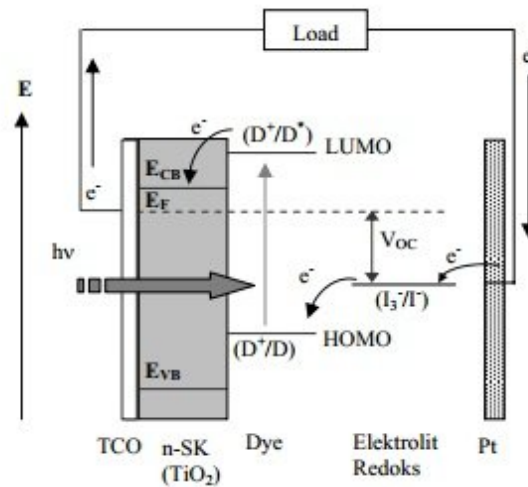 Load
E
e
e⁻
(D⁺/D*)
LUMO
E_CB
E_F
e⁻
hν
V_OC
e⁻
e⁻
(I₃⁻/I⁻)
(D⁺/D)
HOMO
E_VB
TCO
n-SK
(TiO₂)
Dye
Elektrolit
Redoks
Pt